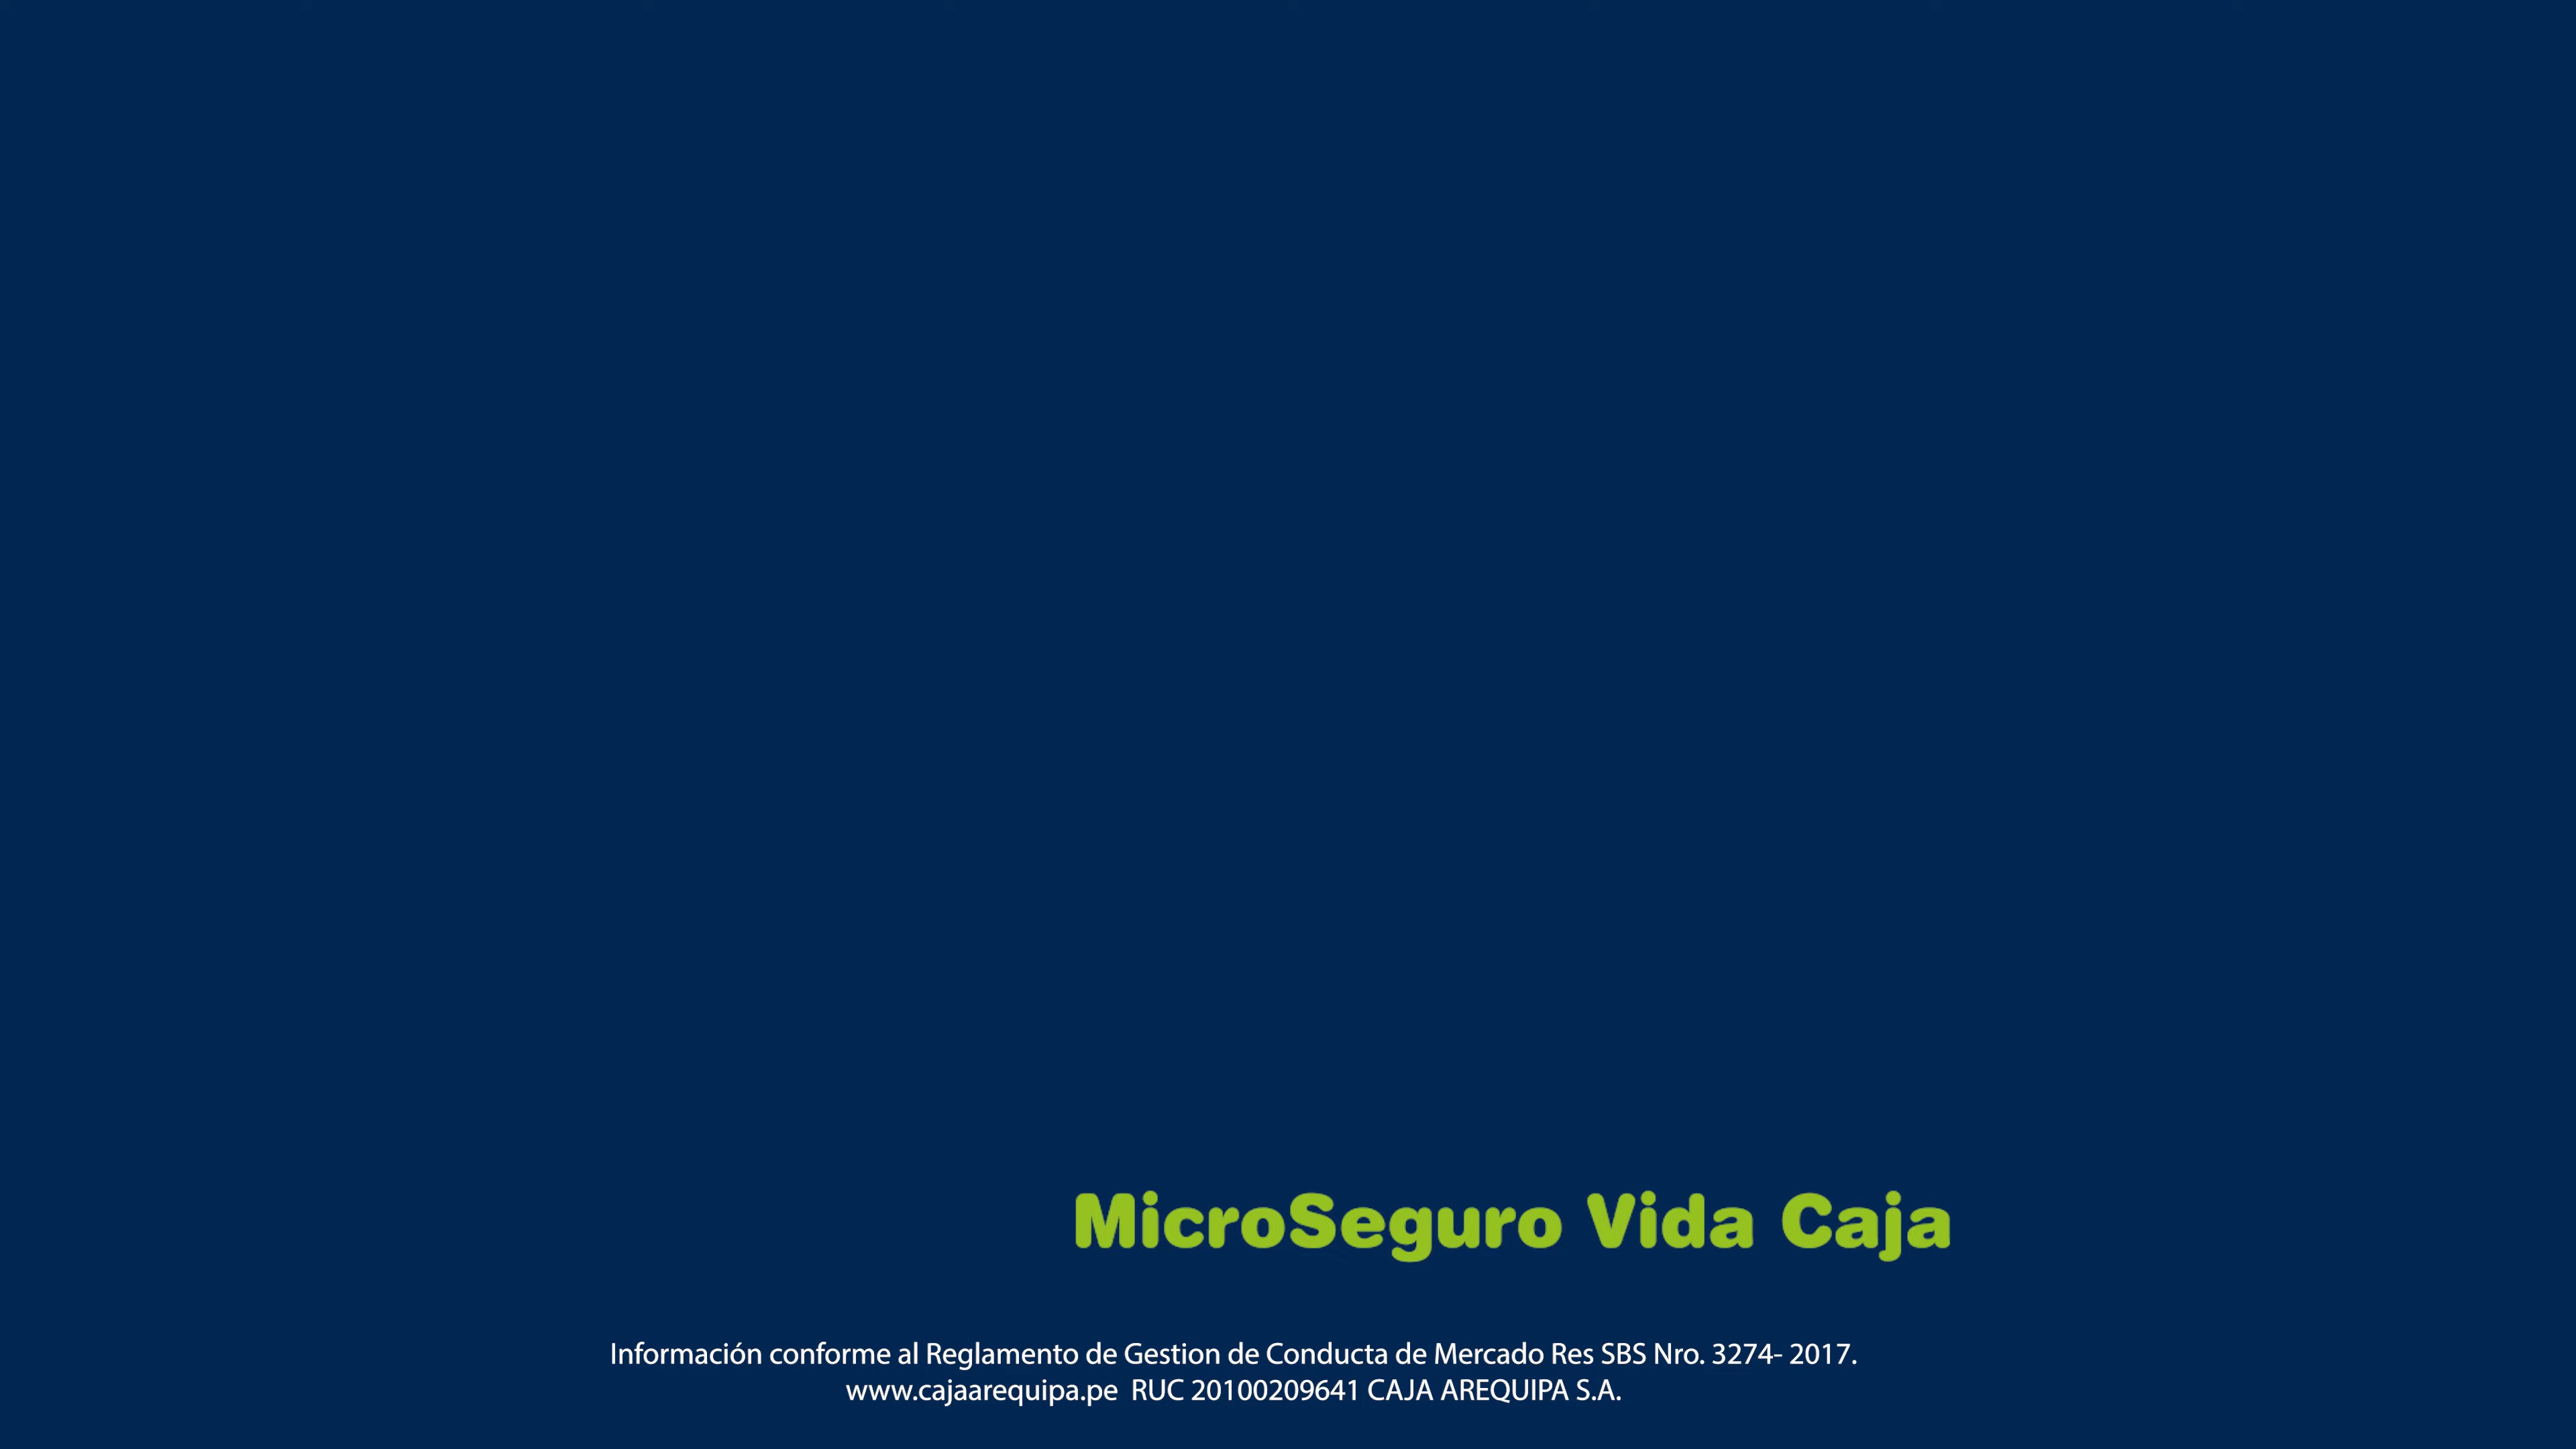 MicroSeguro Vida Caja
Información conforme al Reglamento de Gestion de Conducta de Mercado Res SBS Nro. 3274- 2017.
www.cajaarequipa.pe RUC 20100209641 CAJA AREQUIPA S.A.